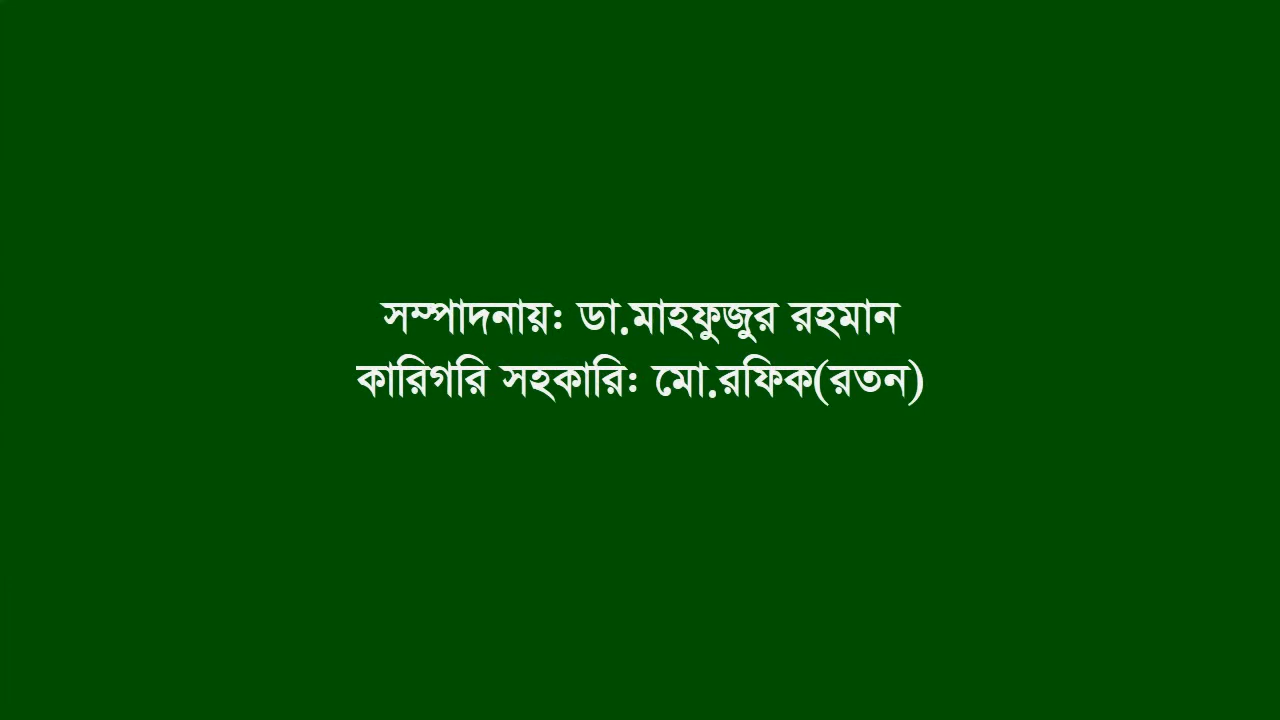 সম্পাদনায়: ডা.মাহফুজুর রহমান
কারিগরি সহকারি: মো.রফিক(রতন)